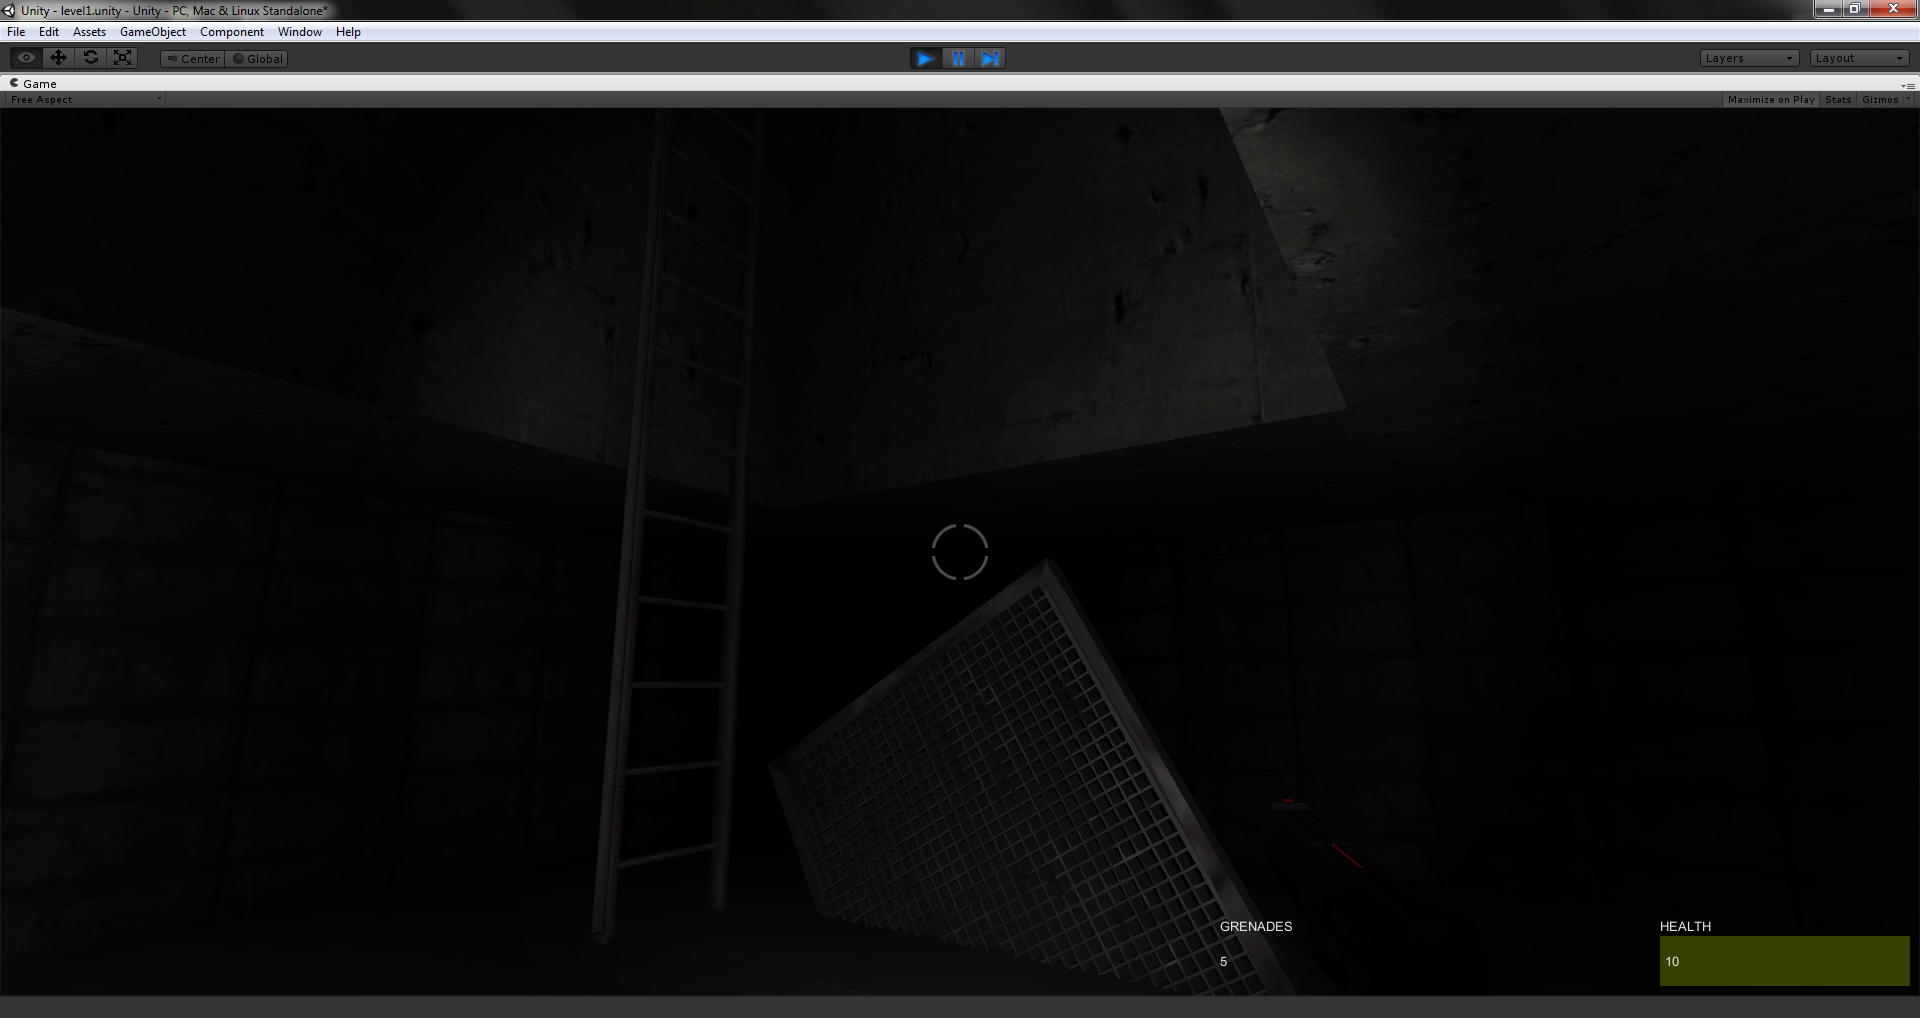 Unity - level1.unity - Unity - PC, Mac & Linux Standalone*
File Edit Assets GameObject Component Window Help
Center Global Layers Layout
Game
Free Aspect Maximize on Play Stats Gizmos
GRENADES HEALTH
5 10